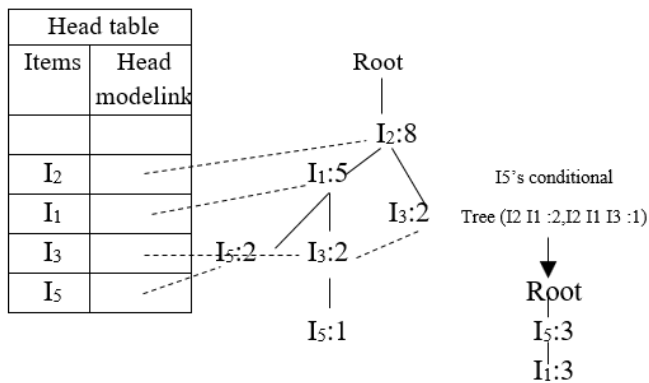 Head table
Items Head modelink
I2
I1
I3
I5
Root
I2:8
I1:5
I3:2
I5:2
I3:2
I5:1
I5's conditional
Tree (I2 I1 :2,I2 I1 I3 :1)
Root
I5:3
I1:3